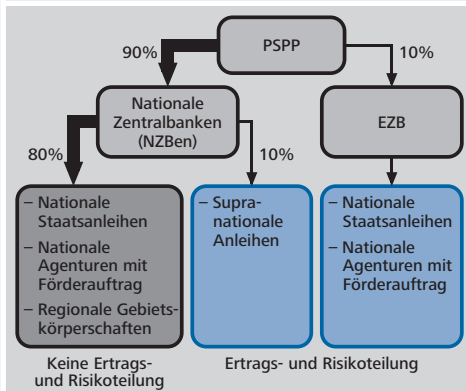 PSPP
90%
10%
Nationale
Zentralbanken
(NZBen)
EZB
80%
10%
– Nationale
Staatsanleihen
– Nationale
Agenturen mit
Förderauftrag
– Regionale Gebiets-
körperschaften
– Supra-
nationale
Anleihen
– Nationale
Staatsanleihen
– Nationale
Agenturen mit
Förderauftrag
Keine Ertrags-
und Risikoteilung
Ertrags- und Risikoteilung